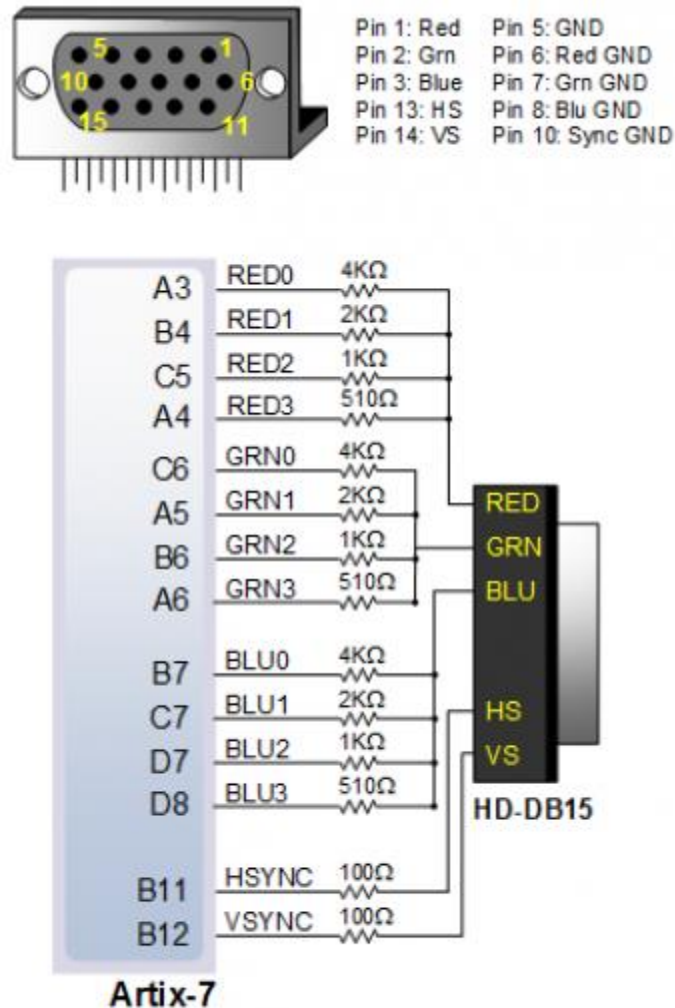 Pin 1: Red Pin 5: GND
Pin 2: Grn Pin 6: Red GND
Pin 3: Blue Pin 7: Grn GND
Pin 13: HS Pin 8: Blu GND
Pin 14: VS Pin 10: Sync GND
5 1
10 6
15 11
A3 RED0 4KΩ
B4 RED1 2KΩ
C5 RED2 1KΩ
A4 RED3 510Ω
C6 GRN0 4KΩ
A5 GRN1 2KΩ
B6 GRN2 1KΩ
A6 GRN3 510Ω
B7 BLU0 4KΩ
C7 BLU1 2KΩ
D7 BLU2 1KΩ
D8 BLU3 510Ω
B11 HSYNC 100Ω
B12 VSYNC 100Ω
Artix-7
RED
GRN
BLU
HS
VS
HD-DB15